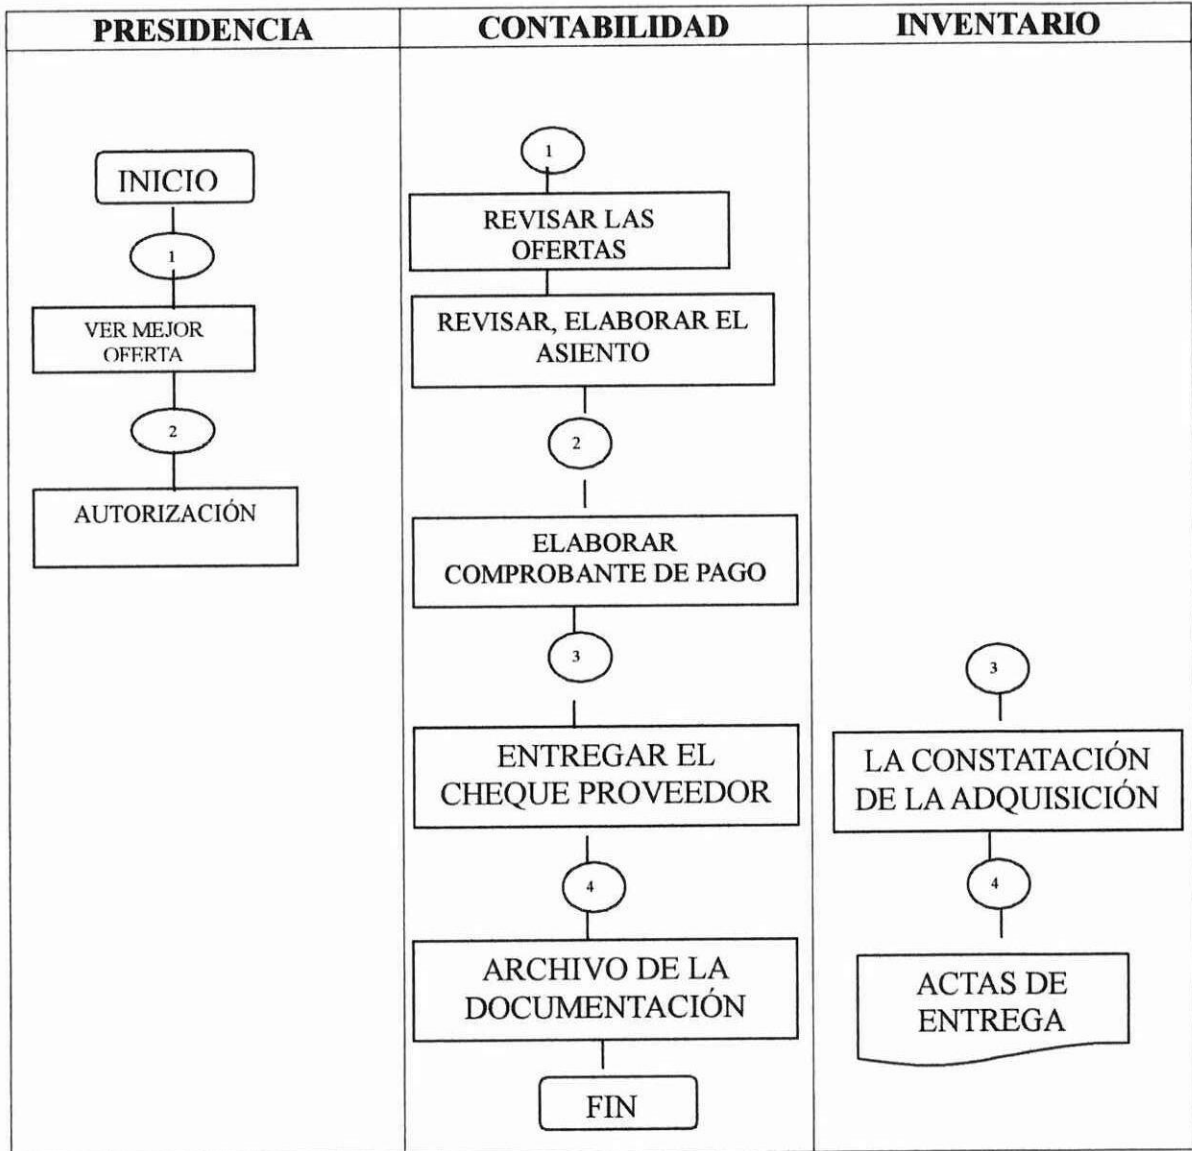 PRESIDENCIA
CONTABILIDAD
INVENTARIO
INICIO
1
VER MEJOR
OFERTA
2
AUTORIZACIÓN
1
REVISAR LAS
OFERTAS
REVISAR, ELABORAR EL
ASIENTO
2
ELABORAR
COMPROBANTE DE PAGO
3
ENTREGAR EL
CHEQUE PROVEEDOR
4
ARCHIVO DE LA
DOCUMENTACIÓN
FIN
3
LA CONSTATACIÓN
DE LA ADQUISICIÓN
4
ACTAS DE
ENTREGA